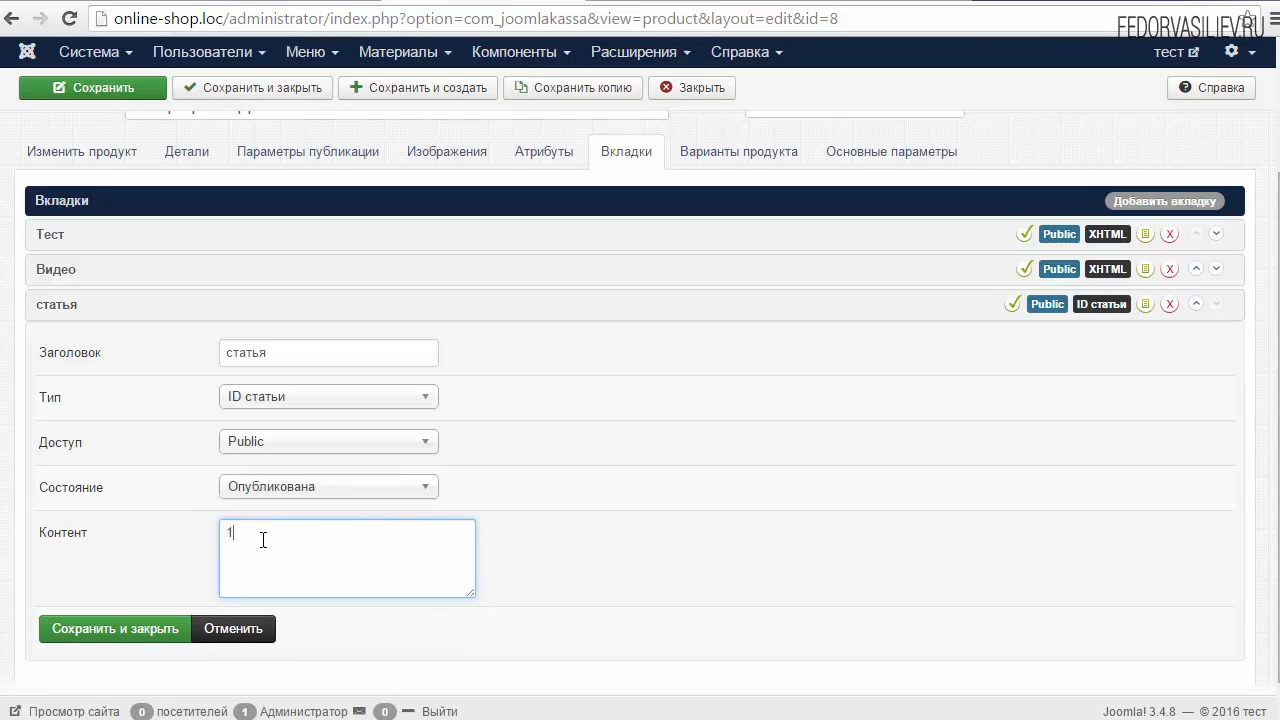 online-shop.loc/administrator/index.php?option=com_joomlakassa&view=product&layout=edit&id=8
FEDORVASILIEV.RU
Система Пользователи Меню Материалы Компоненты Расширения Справка тест
Сохранить Сохранить и закрыть Сохранить и создать Сохранить копию Закрыть Справка
Изменить продукт Детали Параметры публикации Изображения Атрибуты Вкладки Варианты продукта Основные параметры
Вкладки Добавить вкладку
Тест Public XHTML X
Видео Public XHTML X
статья Public ID статьи X
Заголовок статья
Тип ID статьи
Доступ Public
Состояние Опубликована
Контент 1
Сохранить и закрыть Отменить
Просмотр сайта 0 посетителей 1 Администратор 0 Выйти Joomla! 3.4.8 — © 2016 тест